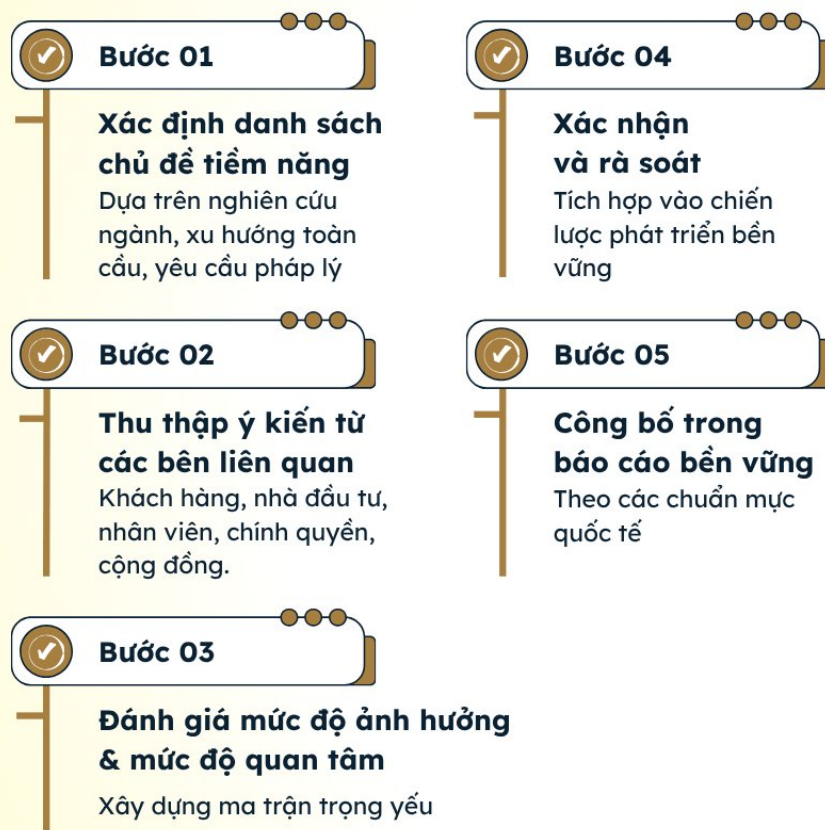 Bước 01
Xác định danh sách
chủ đề tiềm năng
Dựa trên nghiên cứu
ngành, xu hướng toàn
cầu, yêu cầu pháp lý
Bước 02
Thu thập ý kiến từ
các bên liên quan
Khách hàng, nhà đầu tư,
nhân viên, chính quyền,
cộng đồng.
Bước 03
Đánh giá mức độ ảnh hưởng
& mức độ quan tâm
Xây dựng ma trận trọng yếu
Bước 04
Xác nhận
và rà soát
Tích hợp vào chiến
lược phát triển bền
vững
Bước 05
Công bố trong
báo cáo bền vững
Theo các chuẩn mực
quốc tế